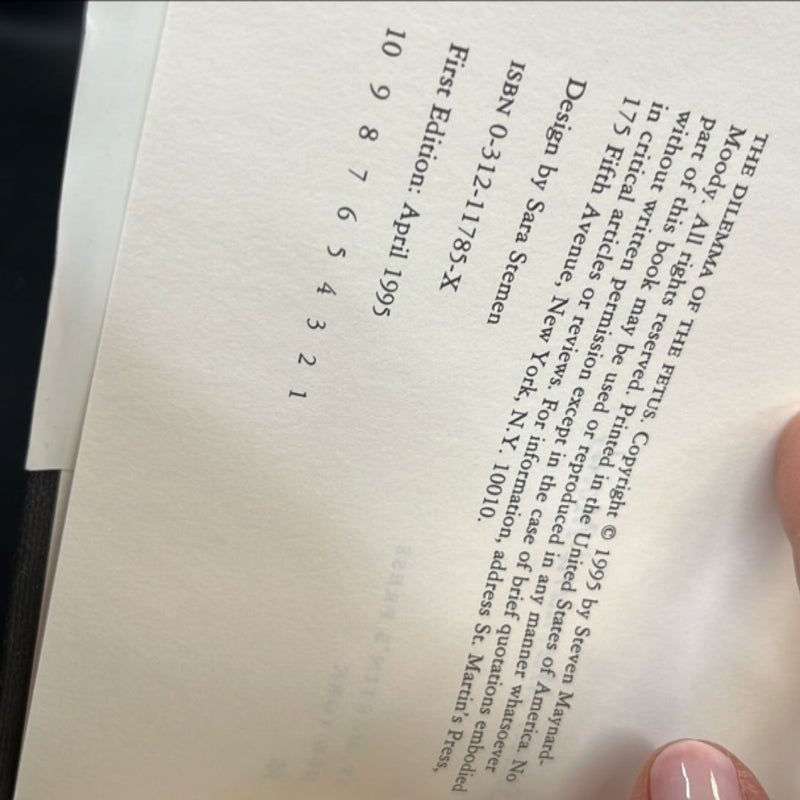 THE DILEMMA OF THE FETUS. Copyright © 1995 by Steven Maynard-
Moody. All rights reserved. Printed in the United States of America. No
part of this book may be used or reproduced in any manner whatsoever
without written permission except in the case of brief quotations embodied
in critical articles or reviews. For information, address St. Martin's Press,
175 Fifth Avenue, New York, N.Y. 10010.
Design by Sara Stemen
ISBN 0-312-11785-X
First Edition: April 1995
10 9 8 7 6 5 4 3 2 1